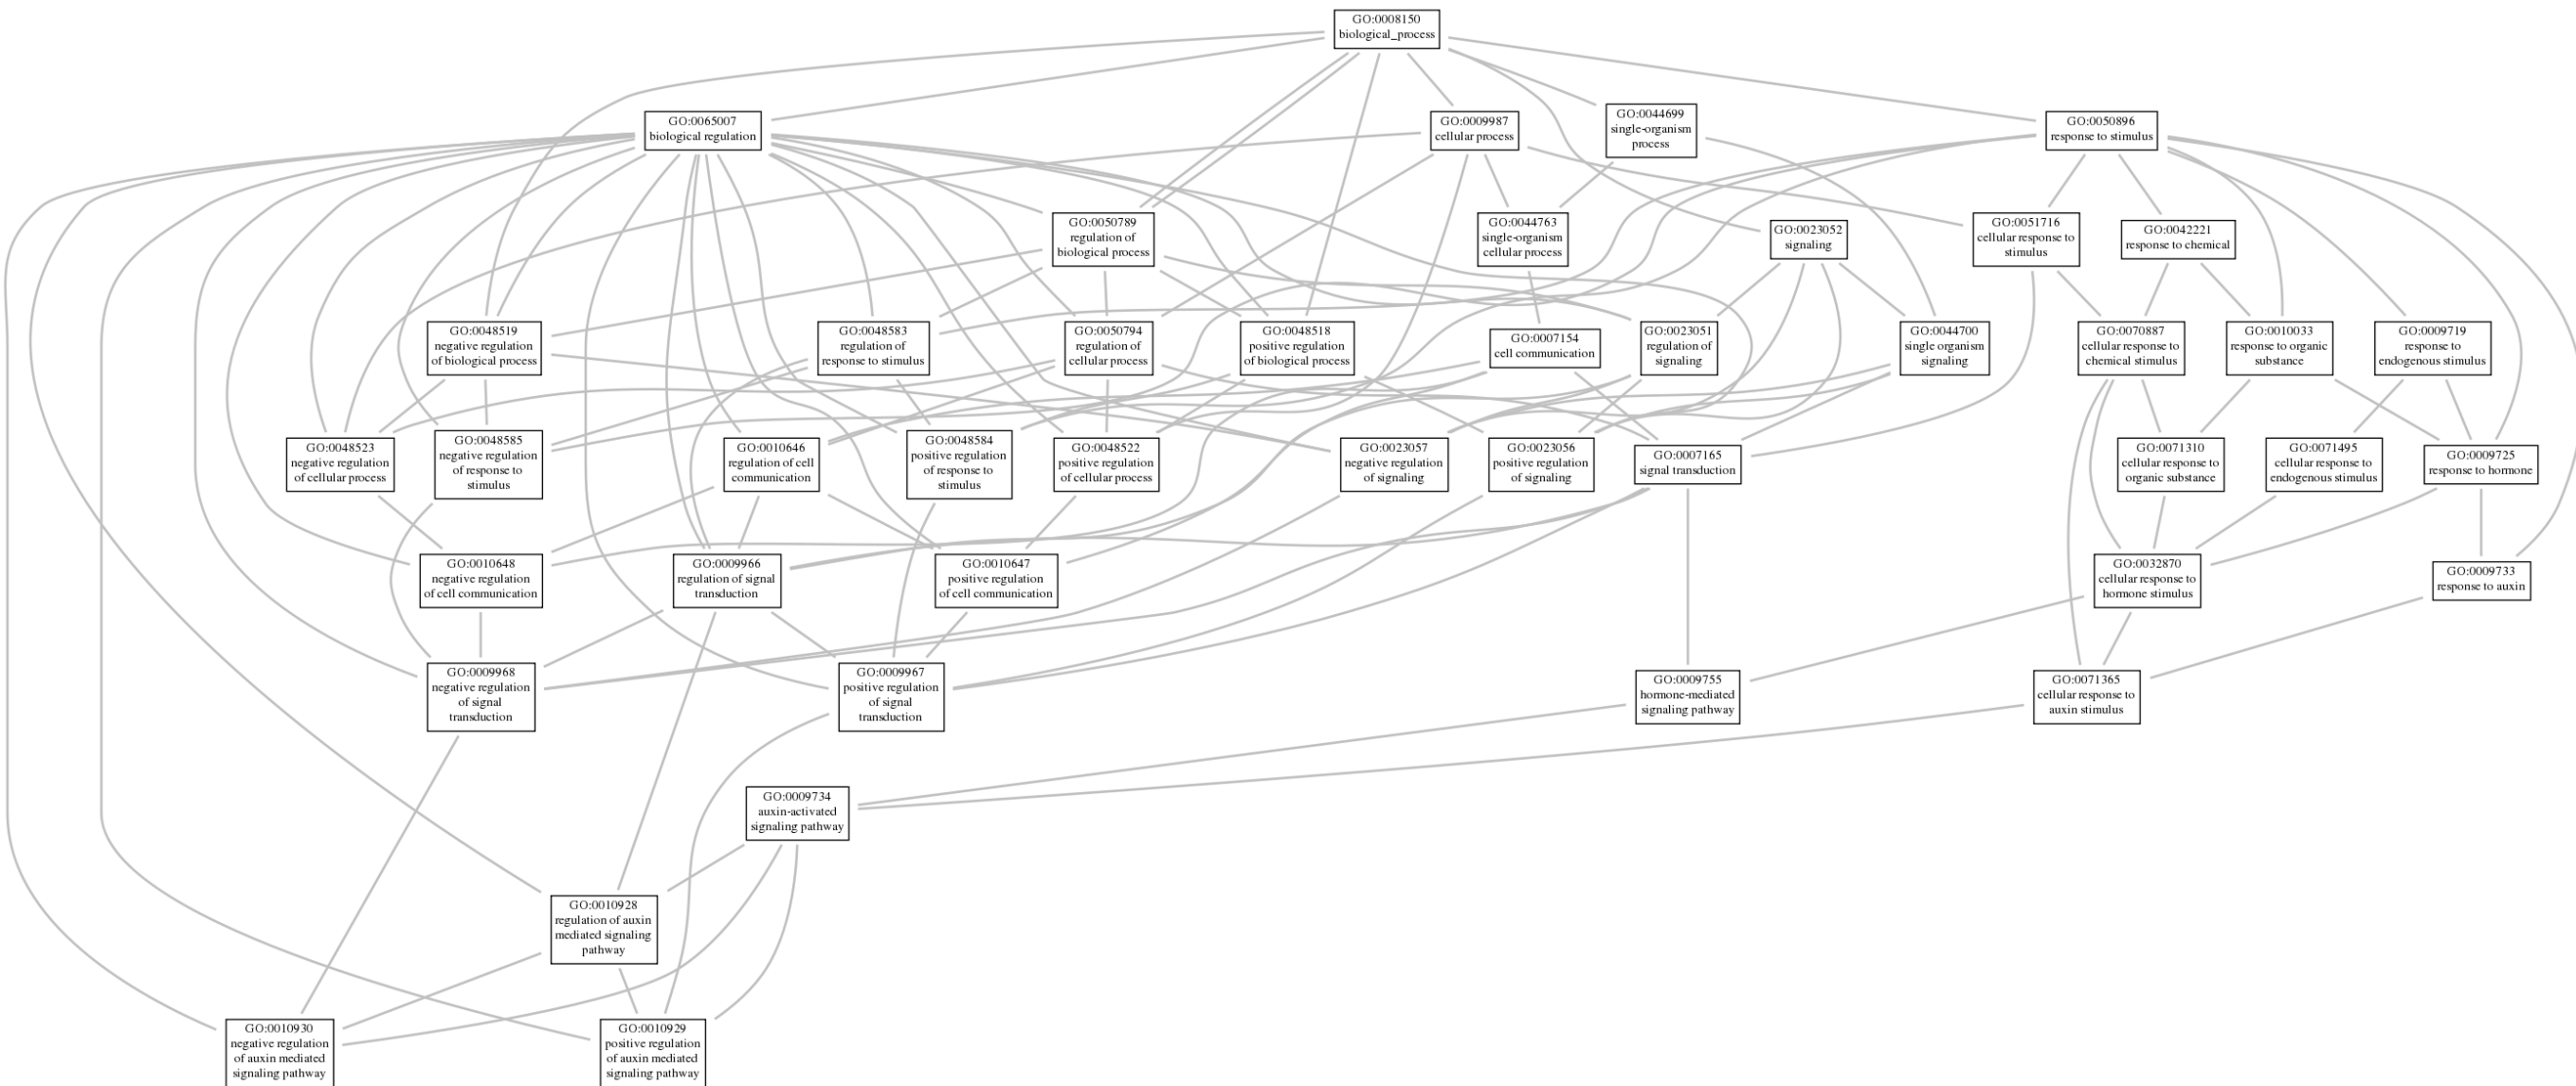 GO:0008150
biological_process
GO:0065007
biological regulation
GO:0009987
cellular process
GO:0044699
single-organism
process
GO:0050896
response to stimulus
GO:0050789
regulation of
biological process
GO:0044763
single-organism
cellular process
GO:0023052
signaling
GO:0051716
cellular response to
stimulus
GO:0042221
response to chemical
GO:0048519
negative regulation
of biological process
GO:0048583
regulation of
response to stimulus
GO:0050794
regulation of
cellular process
GO:0048518
positive regulation
of biological process
GO:0007154
cell communication
GO:0023051
regulation of
signaling
GO:0044700
single organism
signaling
GO:0070887
cellular response to
chemical stimulus
GO:0010033
response to organic
substance
GO:0009719
response to
endogenous stimulus
GO:0048523
negative regulation
of cellular process
GO:0048585
negative regulation
of response to
stimulus
GO:0010646
regulation of cell
communication
GO:0048584
positive regulation
of response to
stimulus
GO:0048522
positive regulation
of cellular process
GO:0023057
negative regulation
of signaling
GO:0023056
positive regulation
of signaling
GO:0007165
signal transduction
GO:0071310
cellular response to
organic substance
GO:0071495
cellular response to
endogenous stimulus
GO:0009725
response to hormone
GO:0010648
negative regulation
of cell communication
GO:0009966
regulation of signal
transduction
GO:0010647
positive regulation
of cell communication
GO:0032870
cellular response to
hormone stimulus
GO:0009733
response to auxin
GO:0009968
negative regulation
of signal
transduction
GO:0009967
positive regulation
of signal
transduction
GO:0009755
hormone-mediated
signaling pathway
GO:0071365
cellular response to
auxin stimulus
GO:0009734
auxin-activated
signaling pathway
GO:0010928
regulation of auxin
mediated signaling
pathway
GO:0010930
negative regulation
of auxin mediated
signaling pathway
GO:0010929
positive regulation
of auxin mediated
signaling pathway